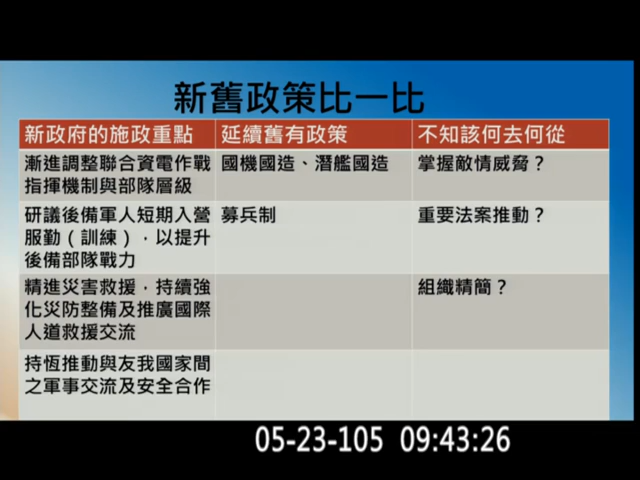 新舊政策比一比
新政府的施政重點 延續舊有政策 不知該何去何從
漸進調整聯合資電作戰 國機國造、潛艦國造 掌握敵情威脅？
指揮機制與部隊層級
研議後備軍人短期入營 募兵制 重要法案推動？
服勤（訓練），以提升
後備部隊戰力
精進災害救援，持續強 組織精簡？
化災防整備及推廣國際
人道救援交流
持恆推動與友我國家間
之軍事交流及安全合作
05-23-105 09:43:26